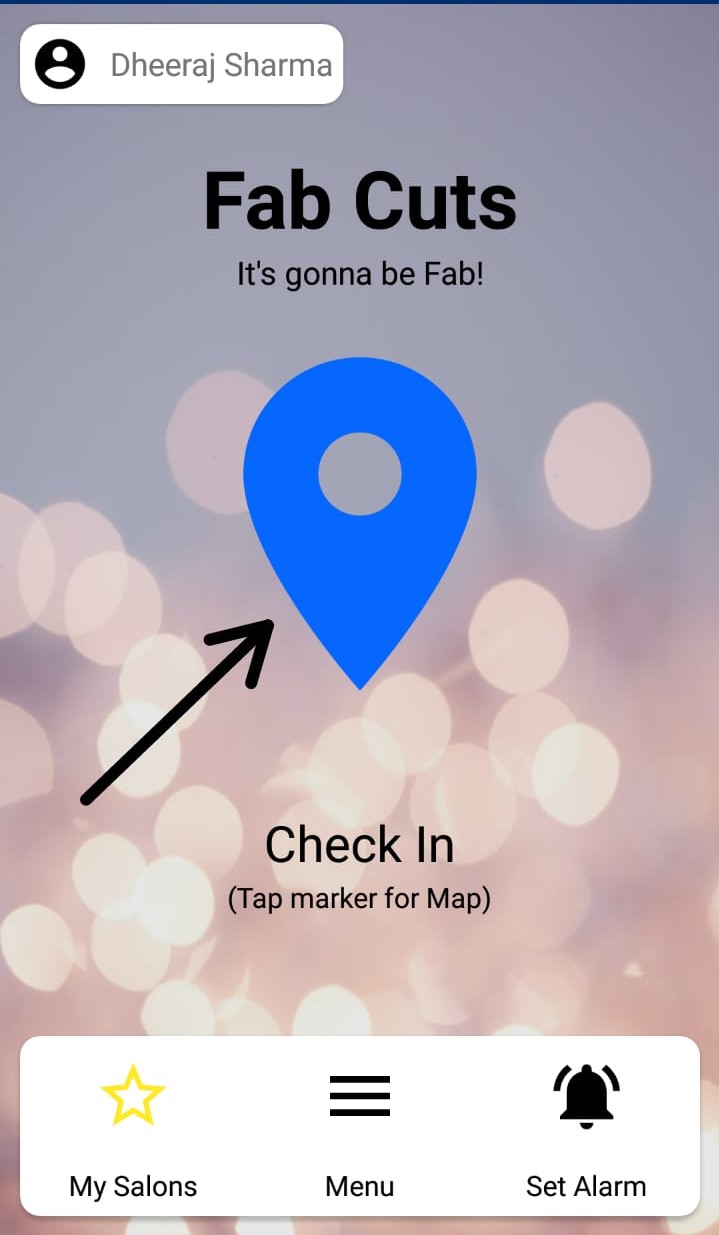 Dheeraj Sharma
Fab Cuts
It's gonna be Fab!
Check In
(Tap marker for Map)
My Salons
Menu
Set Alarm